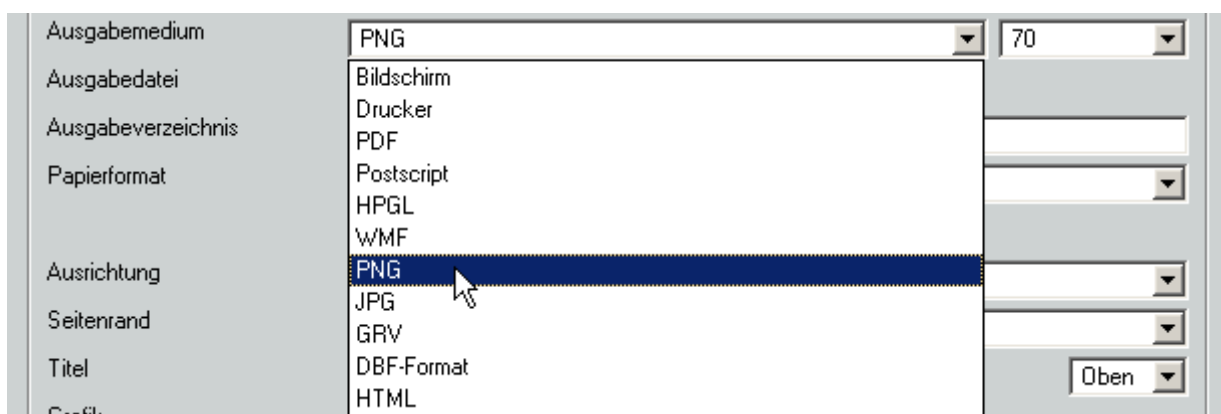 Ausgabemedium PNG 70
Ausgabedatei Bildschirm
Drucker
Ausgabeverzeichnis PDF
Papierformat Postscript
HPGL
WMF
Ausrichtung PNG
JPG
Seitenrand GRV
Titel DBF-Format Oben
HTML